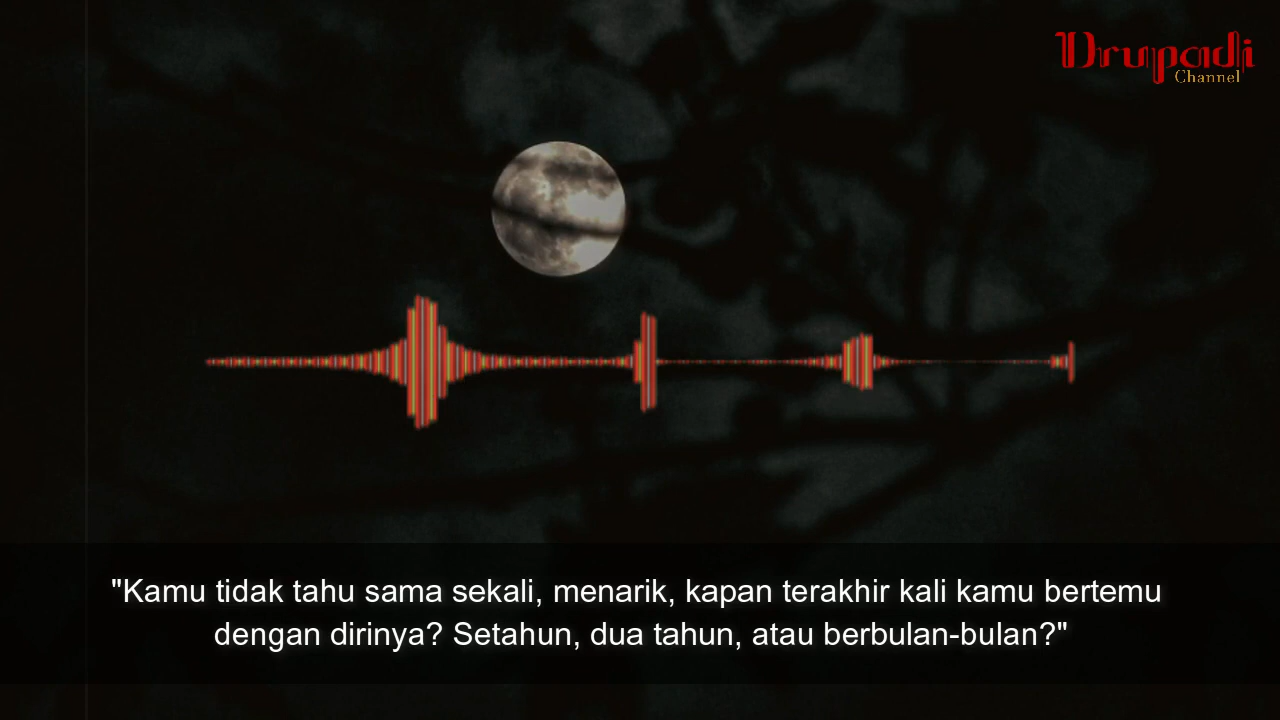 Drupadi
Channel
"Kamu tidak tahu sama sekali, menarik, kapan terakhir kali kamu bertemu
dengan dirinya? Setahun, dua tahun, atau berbulan-bulan?"